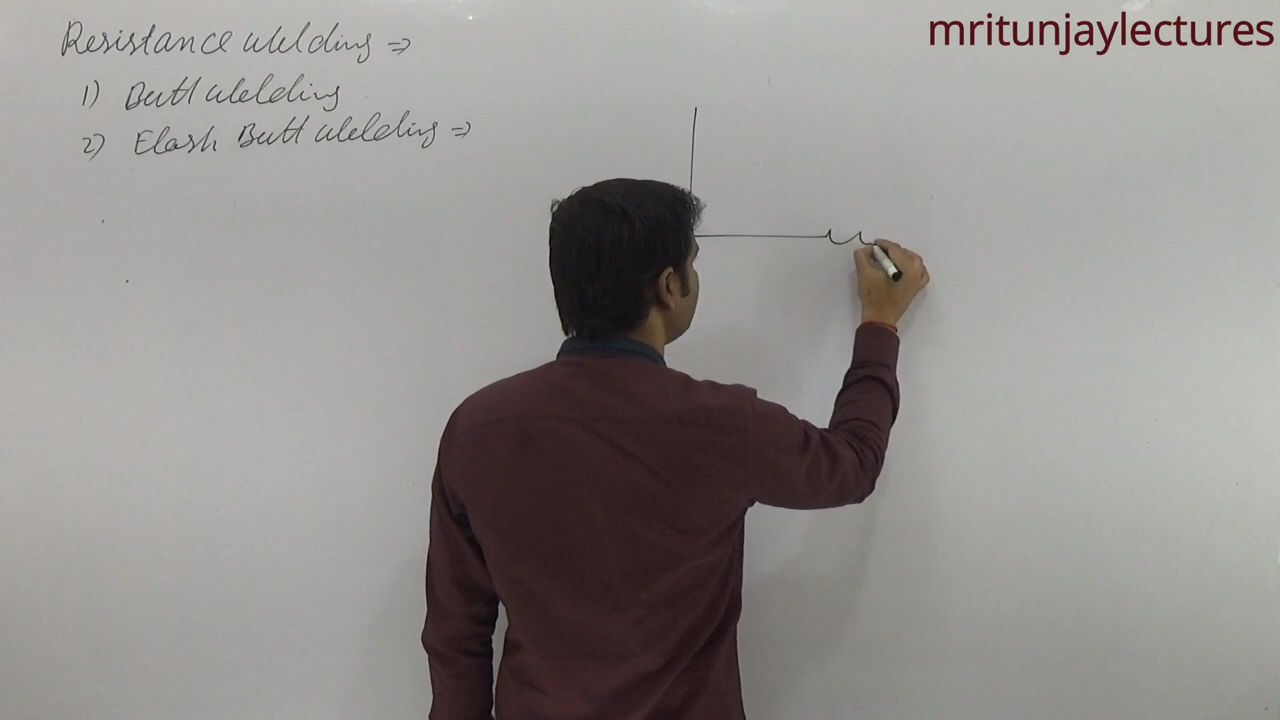 mritunjaylectures
Resistance welding ⇒
1) Butt welding
2) Flash Butt welding ⇒